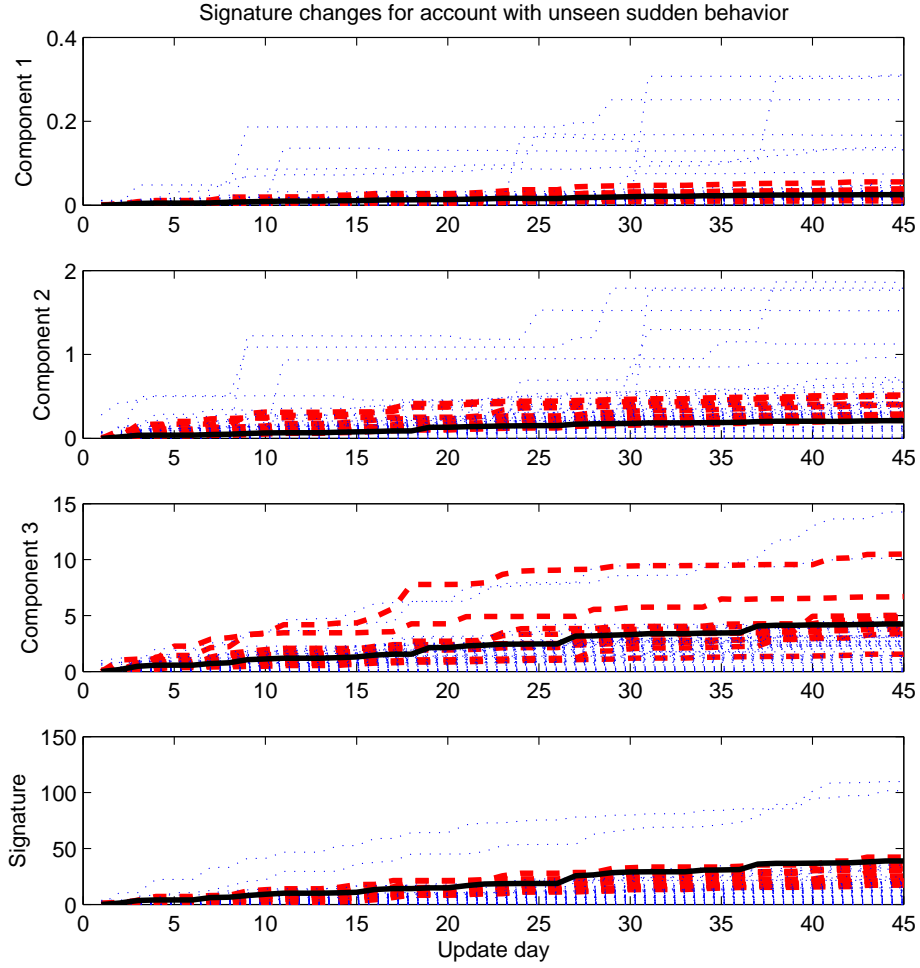 Signature changes for account with unseen sudden behavior
0.4
0.2
0
Component 1
0 5 10 15 20 25 30 35 40 45
2
1
0
Component 2
0 5 10 15 20 25 30 35 40 45
15
10
5
0
Component 3
0 5 10 15 20 25 30 35 40 45
150
100
50
0
Signature
0 5 10 15 20 25 30 35 40 45
Update day